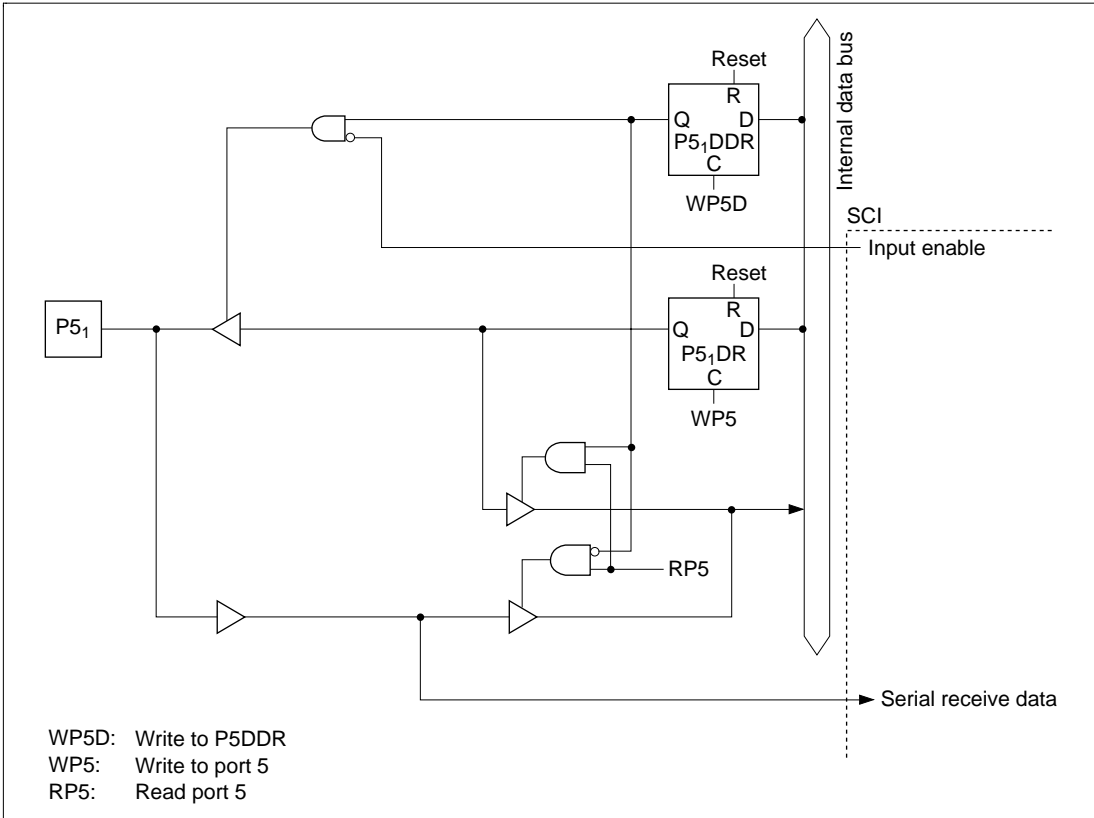 Reset
R
Q D
P5₁DDR
C
WP5D
Internal data bus
SCI
Input enable
Reset
R
P5₁
Q D
P5₁DR
C
WP5
RP5
Serial receive data
WP5D: Write to P5DDR
WP5: Write to port 5
RP5: Read port 5